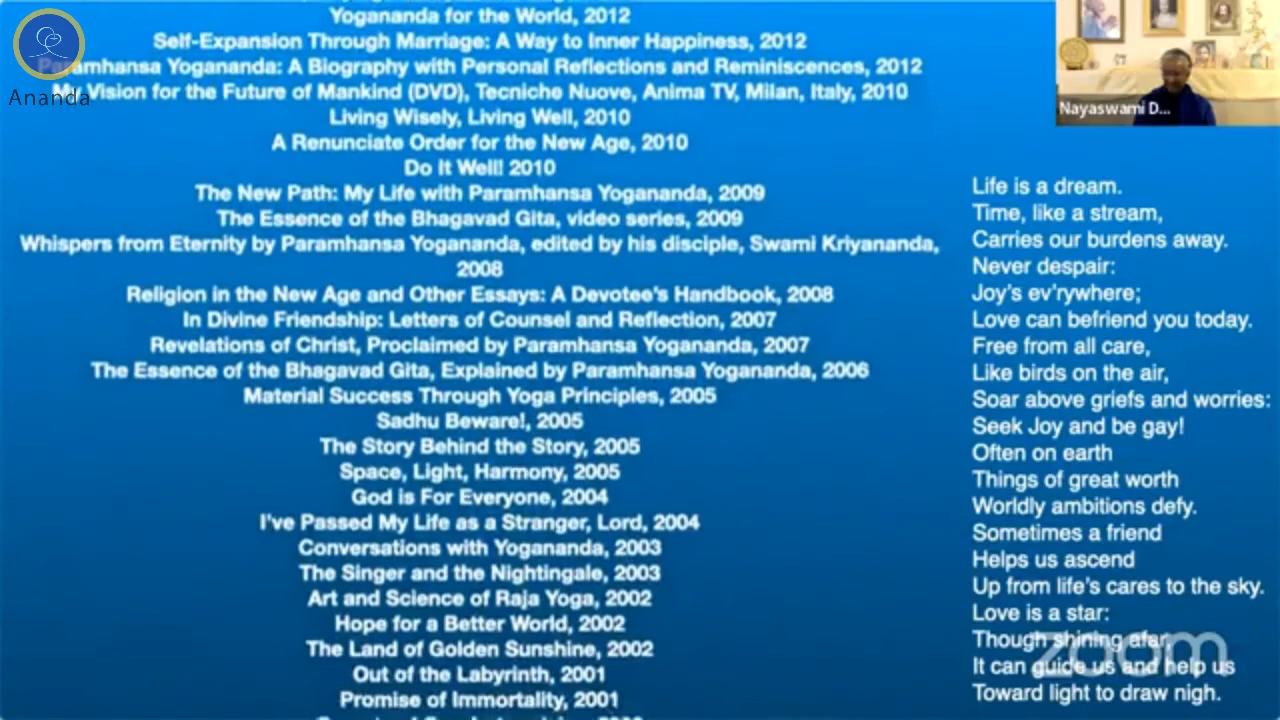 Yogananda for the World, 2012
Self-Expansion Through Marriage: A Way to Inner Happiness, 2012
Paramhansa Yogananda: A Biography with Personal Reflections and Reminiscences, 2012
My Vision for the Future of Mankind (DVD), Tecniche Nuove, Anima TV, Milan, Italy, 2010
Living Wisely, Living Well, 2010
A Renunciate Order for the New Age, 2010
Do It Well! 2010
The New Path: My Life with Paramhansa Yogananda, 2009
The Essence of the Bhagavad Gita, video series, 2009
Whispers from Eternity by Paramhansa Yogananda, edited by his disciple, Swami Kriyananda,
2008
Religion in the New Age and Other Essays: A Devotee's Handbook, 2008
In Divine Friendship: Letters of Counsel and Reflection, 2007
Revelations of Christ, Proclaimed by Paramhansa Yogananda, 2007
The Essence of the Bhagavad Gita, Explained by Paramhansa Yogananda, 2006
Material Success Through Yoga Principles, 2005
Sadhu Beware!, 2005
The Story Behind the Story, 2005
Space, Light, Harmony, 2005
God is For Everyone, 2004
I've Passed My Life as a Stranger, Lord, 2004
Conversations with Yogananda, 2003
The Singer and the Nightingale, 2003
Art and Science of Raja Yoga, 2002
Hope for a Better World, 2002
The Land of Golden Sunshine, 2002
Out of the Labyrinth, 2001
Promise of Immortality, 2001
Ananda
Nayaswami D...
Life is a dream.
Time, like a stream,
Carries our burdens away.
Never despair:
Joy's ev'rywhere;
Love can befriend you today.
Free from all care,
Like birds on the air,
Soar above griefs and worries:
Seek Joy and be gay!
Often on earth
Things of great worth
Worldly ambitions defy.
Sometimes a friend
Helps us ascend
Up from life's cares to the sky.
Love is a star:
Though shining afar,
It can guide us and help us
Toward light to draw nigh.
zoom